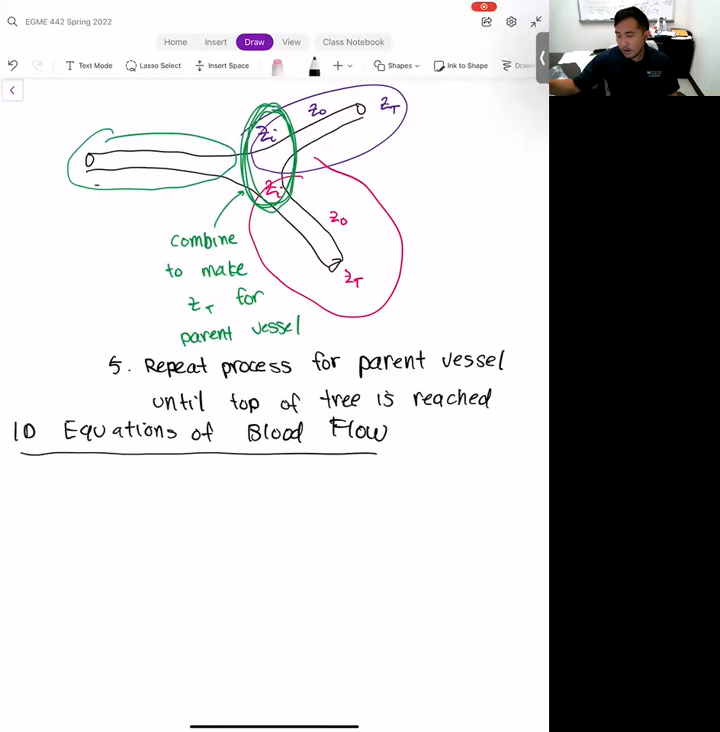 EGME 442 Spring 2022
Home Insert Draw View Class Notebook
Text Mode Lasso Select Insert Space Shapes Ink to Shape Draw
Zi Z0 ZT
Zi
Z0
ZT
combine
to make
ZT for
parent vessel
5. Repeat process for parent vessel
until top of tree is reached
1D Equations of Blood Flow